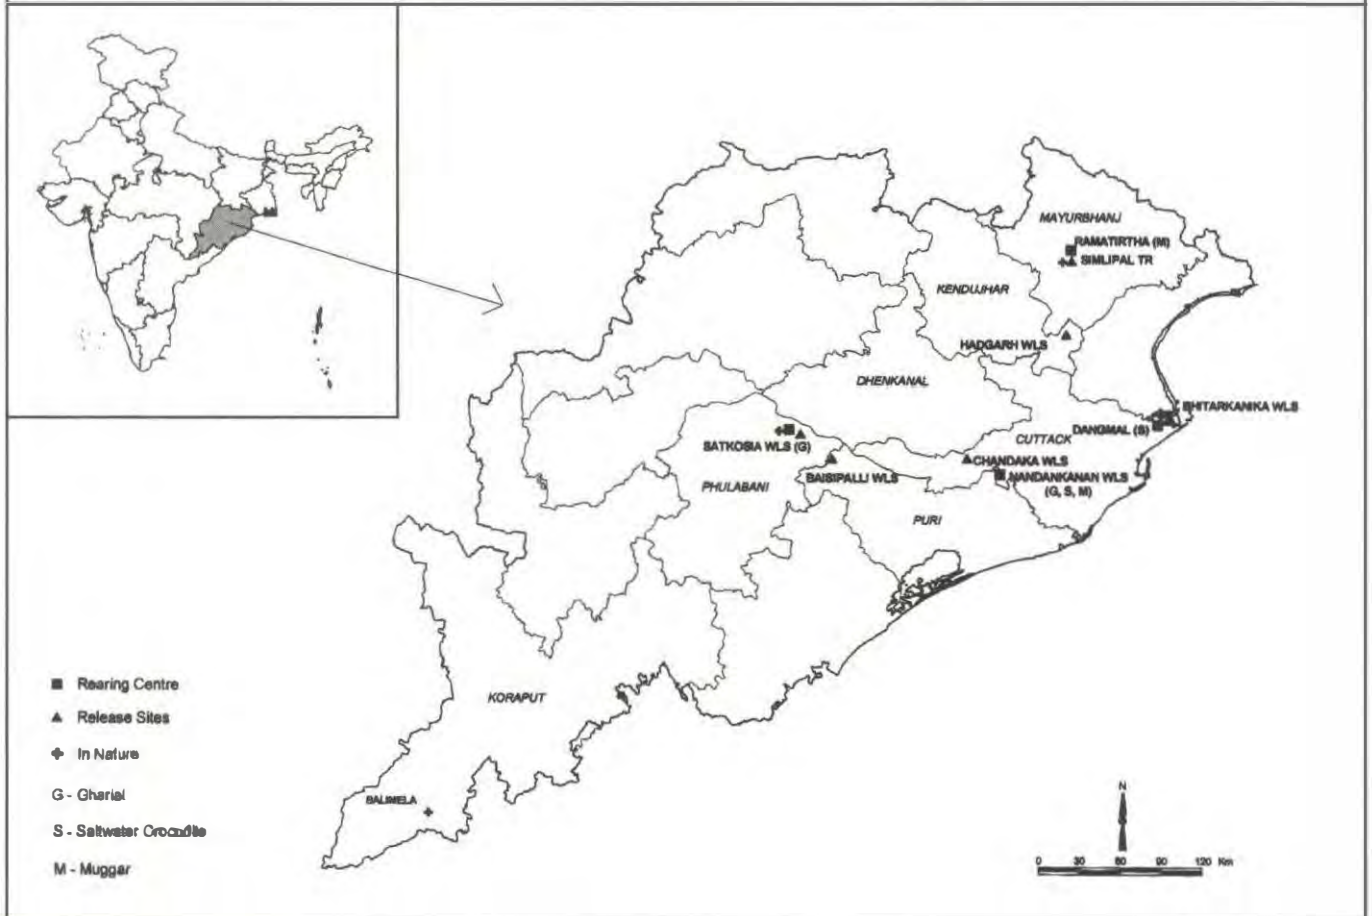 MAYURBHANJ
RAMATIRTHA (M)
SIMLIPAL TR
KENDUJHAR
HADGARH WLS
DHENKANAL
BHITARKANIKA WLS
DANGMAL (S)
CUTTACK
SATKOSIA WLS (G)
CHANDAKA WLS
BAISIPALLI WLS
NANDANKANAN WLS
(G, S, M)
PHULABANI
PURI
KORAPUT
BALIMELA
Rearing Centre
Release Sites
In Nature
G - Gharial
S - Saltwater Crocodile
M - Muggar
N
0 30 60 90 120 Km